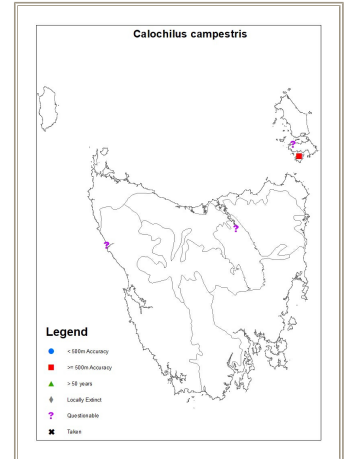 Calochilus campestris
?
?
?
Legend
< 500m Accuracy
>= 500m Accuracy
> 50 years
Locally Extinct
? Questionable
Taken